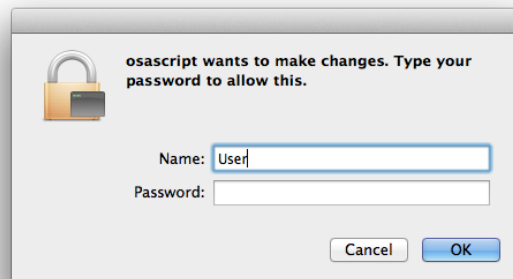 osascript wants to make changes. Type your
password to allow this.
Name: User
Password:
Cancel OK